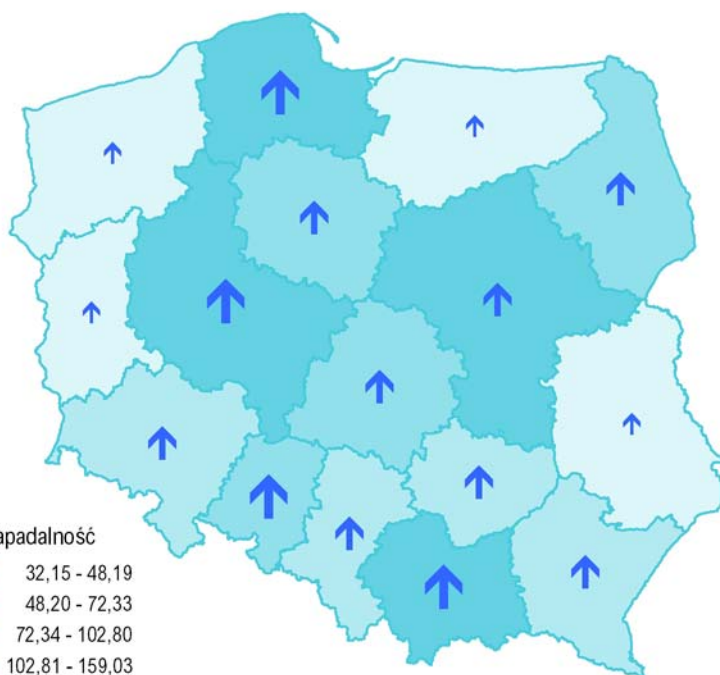 apadalność
32,15 - 48,19
48,20 - 72,33
72,34 - 102,80
102,81 - 159,03